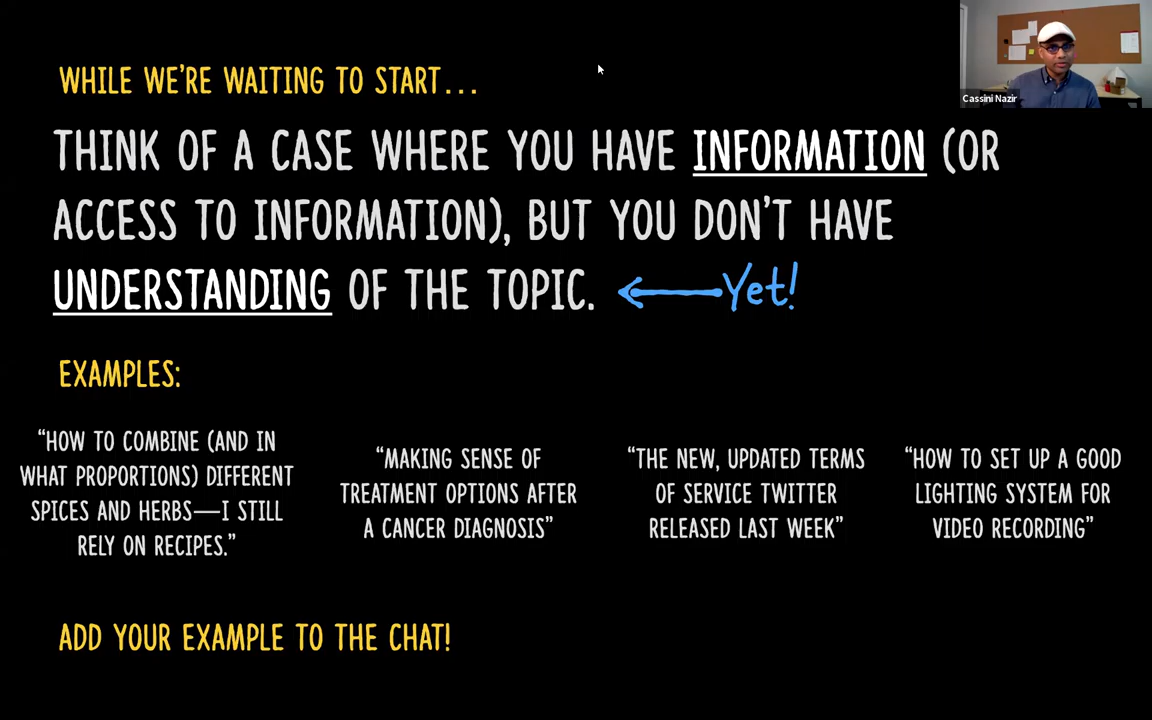 WHILE WE'RE WAITING TO START...
THINK OF A CASE WHERE YOU HAVE INFORMATION (OR
ACCESS TO INFORMATION), BUT YOU DON'T HAVE
UNDERSTANDING OF THE TOPIC. Yet!
EXAMPLES:
"HOW TO COMBINE (AND IN
WHAT PROPORTIONS) DIFFERENT
SPICES AND HERBS—I STILL
RELY ON RECIPES."
"MAKING SENSE OF
TREATMENT OPTIONS AFTER
A CANCER DIAGNOSIS"
"THE NEW, UPDATED TERMS
OF SERVICE TWITTER
RELEASED LAST WEEK"
"HOW TO SET UP A GOOD
LIGHTING SYSTEM FOR
VIDEO RECORDING"
ADD YOUR EXAMPLE TO THE CHAT!
Cassini Nazir